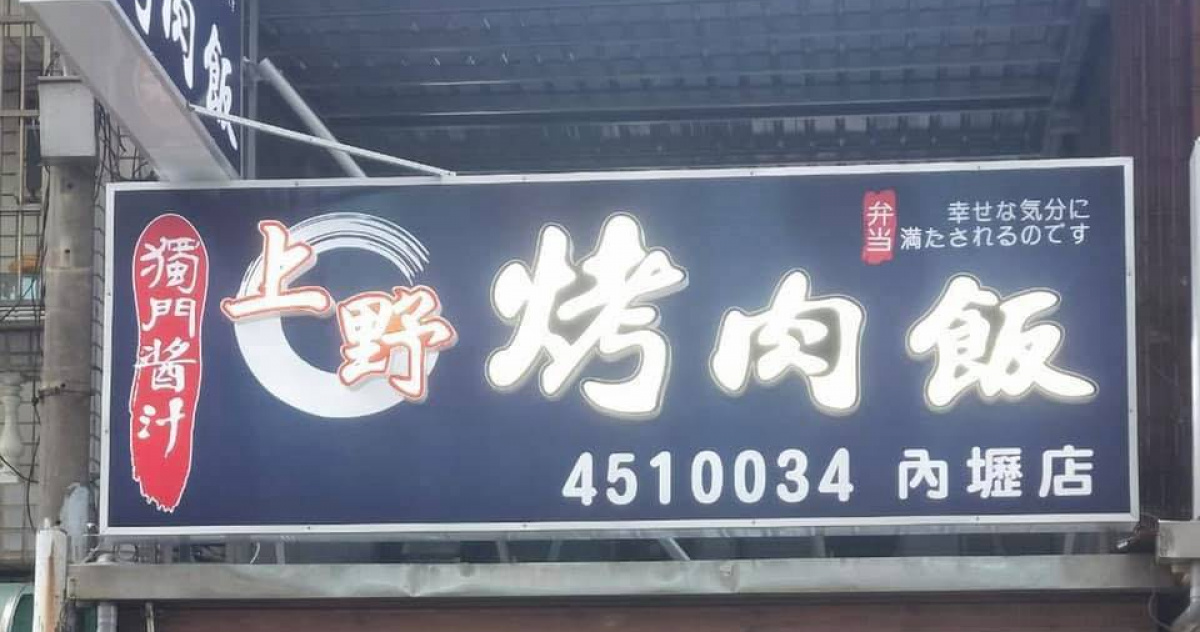 肉飯
獨門醬汁
上野
烤肉飯
弁当
幸せな気分に
満たされるのです
4510034 內壢店